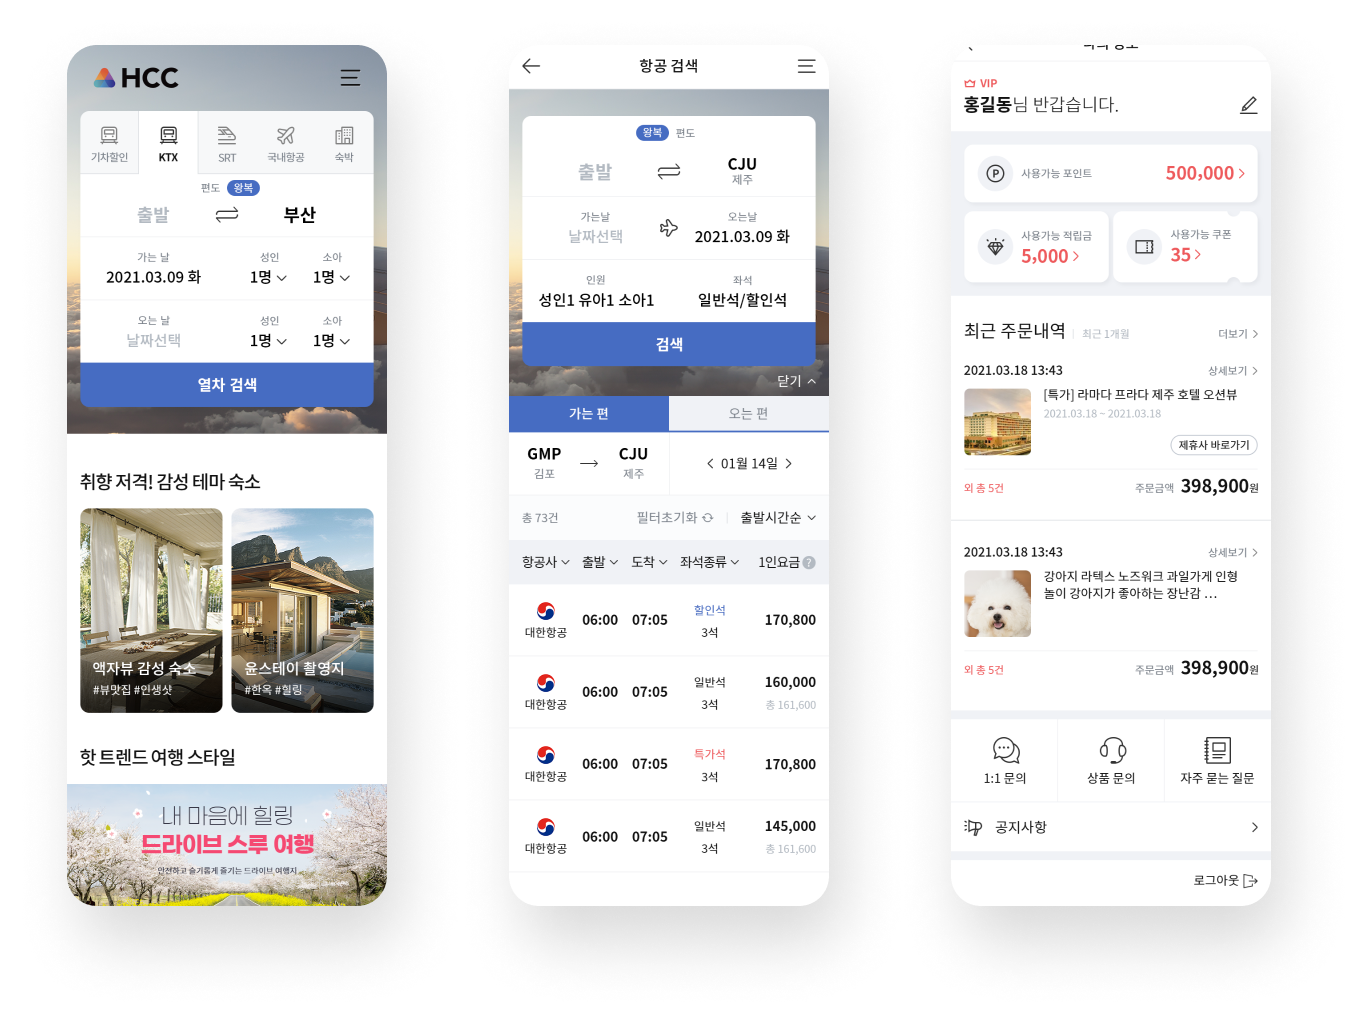 HCC
기차할인
KTX
SRT
국내항공
숙박
편도 왕복
출발
부산
가는 날 성인 소아
2021.03.09 화 1명 1명
오는 날 성인 소아
날짜선택 1명 1명
열차 검색
취향 저격! 감성 테마 숙소
액자뷰 감성 숙소
#뷰맛집 #인생샷
윤스테이 촬영지
#한옥 #힐링
핫 트렌드 여행 스타일
내 마음에 힐링
드라이브 스루 여행
안전하고 슬기롭게 즐기는 드라이브 여행지
항공 검색
왕복 편도
출발
CJU
제주
가는날 오는날
날짜선택 2021.03.09 화
인원 좌석
성인1 유아1 소아1 일반석/할인석
검색
닫기
가는 편 오는 편
GMP CJU
김포 제주
01월 14일
총 73건 필터초기화 출발시간순
항공사 출발 도착 좌석종류 1인요금 ?
할인석
대한항공 06:00 07:05 170,800
3석
일반석 160,000
대한항공 06:00 07:05
3석 총 161,600
특가석
대한항공 06:00 07:05 170,800
3석
일반석 145,000
대한항공 06:00 07:05
3석 총 161,600
VIP
홍길동님 반갑습니다.
P 사용가능 포인트 500,000
사용가능 적립금
5,000
사용가능 쿠폰
35
최근 주문내역 최근 1개월 더보기
2021.03.18 13:43 상세보기
[특가] 라마다 프라다 제주 호텔 오션뷰
2021.03.18 ~ 2021.03.18
제휴사 바로가기
외 총 5건 주문금액 398,900원
2021.03.18 13:43 상세보기
강아지 라텍스 노즈워크 과일가게 인형
놀이 강아지가 좋아하는 장난감 ...
외 총 5건 주문금액 398,900원
1:1 문의 상품 문의 자주 묻는 질문
공지사항
로그아웃